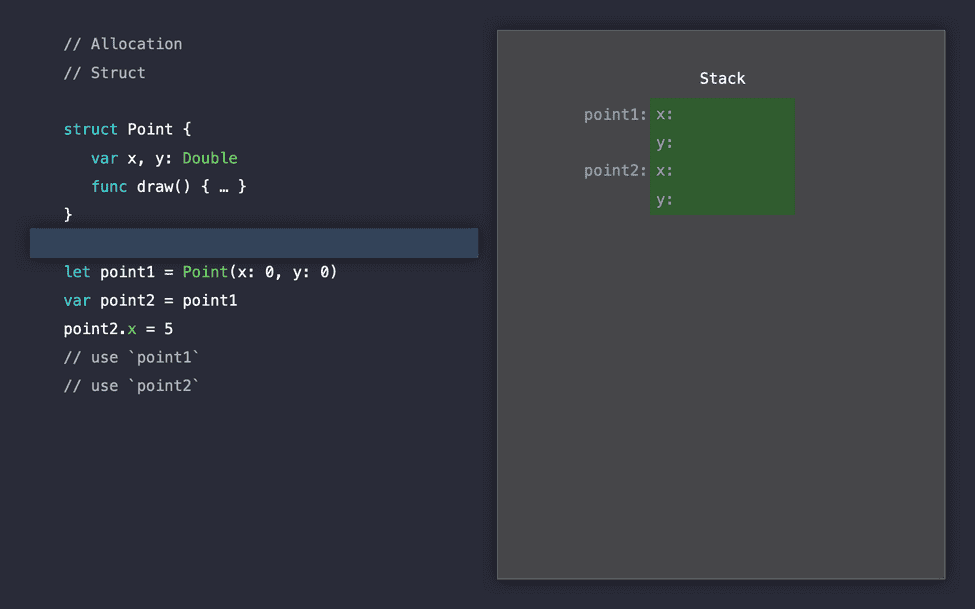 // Allocation
// Struct
struct Point {
var x, y: Double
func draw() { … }
}
let point1 = Point(x: 0, y: 0)
var point2 = point1
point2.x = 5
// use `point1`
// use `point2`
Stack
point1: x:
y:
point2: x:
y: